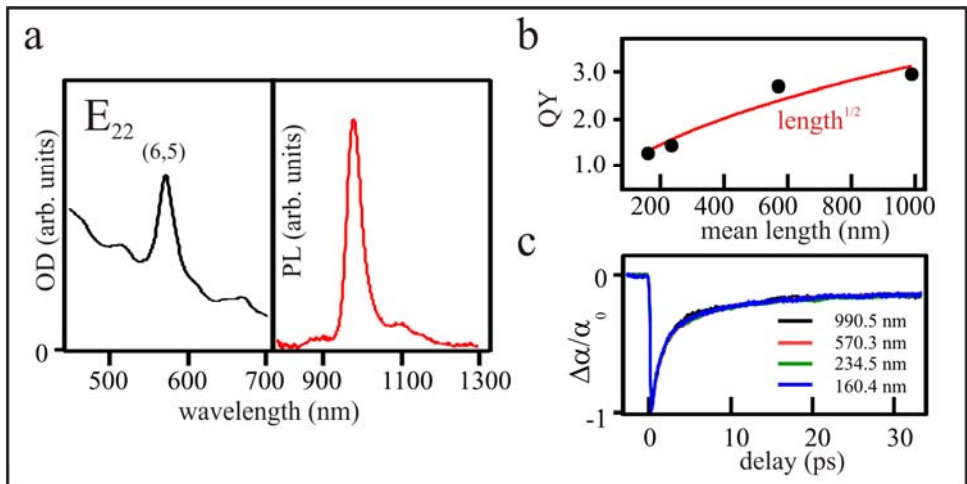 a
E22
(6,5)
OD (arb. units)
0
500 600 700
PL (arb. units)
900 1100 1300
wavelength (nm)
b
QY
3.0
2.0
1.0
length1/2
200 400 600 800 1000
mean length (nm)
c
Δα/α0
0
-1
990.5 nm
570.3 nm
234.5 nm
160.4 nm
0 10 20 30
delay (ps)